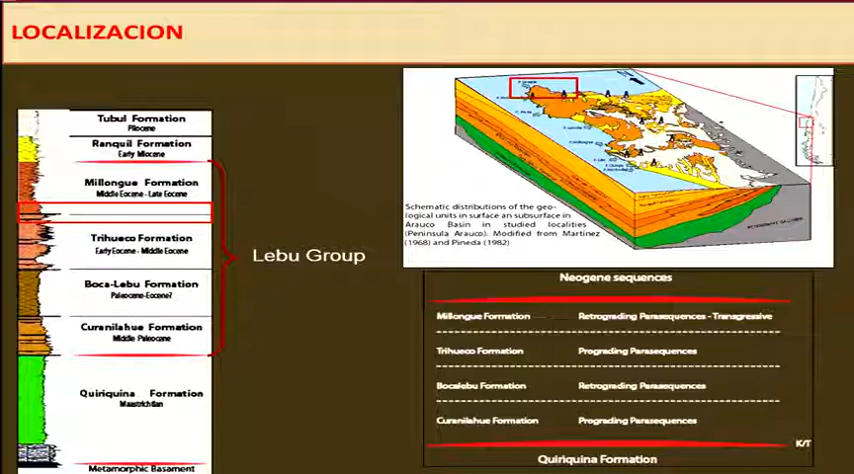 LOCALIZACION
Tubul Formation
Pliocene
Ranquil Formation
Early Miocene
Millongue Formation
Middle Eocene - Late Eocene
Trihueco Formation
Early Eocene - Middle Eocene
Boca-Lebu Formation
Paleocene-Eocene?
Curanilahue Formation
Middle Paleocene
Quiriquina Formation
Maastrichtian
Metamorphic Basament
Lebu Group
Schematic distributions of the geo-
logical units in surface an subsurface in
Arauco Basin in studied localities
(Peninsula Arauco). Modified from Martinez
(1968) and Pineda (1982)
Neogene sequences
Millongue Formation Retrograding Parasequences - Transgressive
Trihueco Formation Prograding Parasequences
Bocalebu Formation Retrograding Parasequences
Curanilahue Formation Prograding Parasequences
K/T
Quiriquina Formation